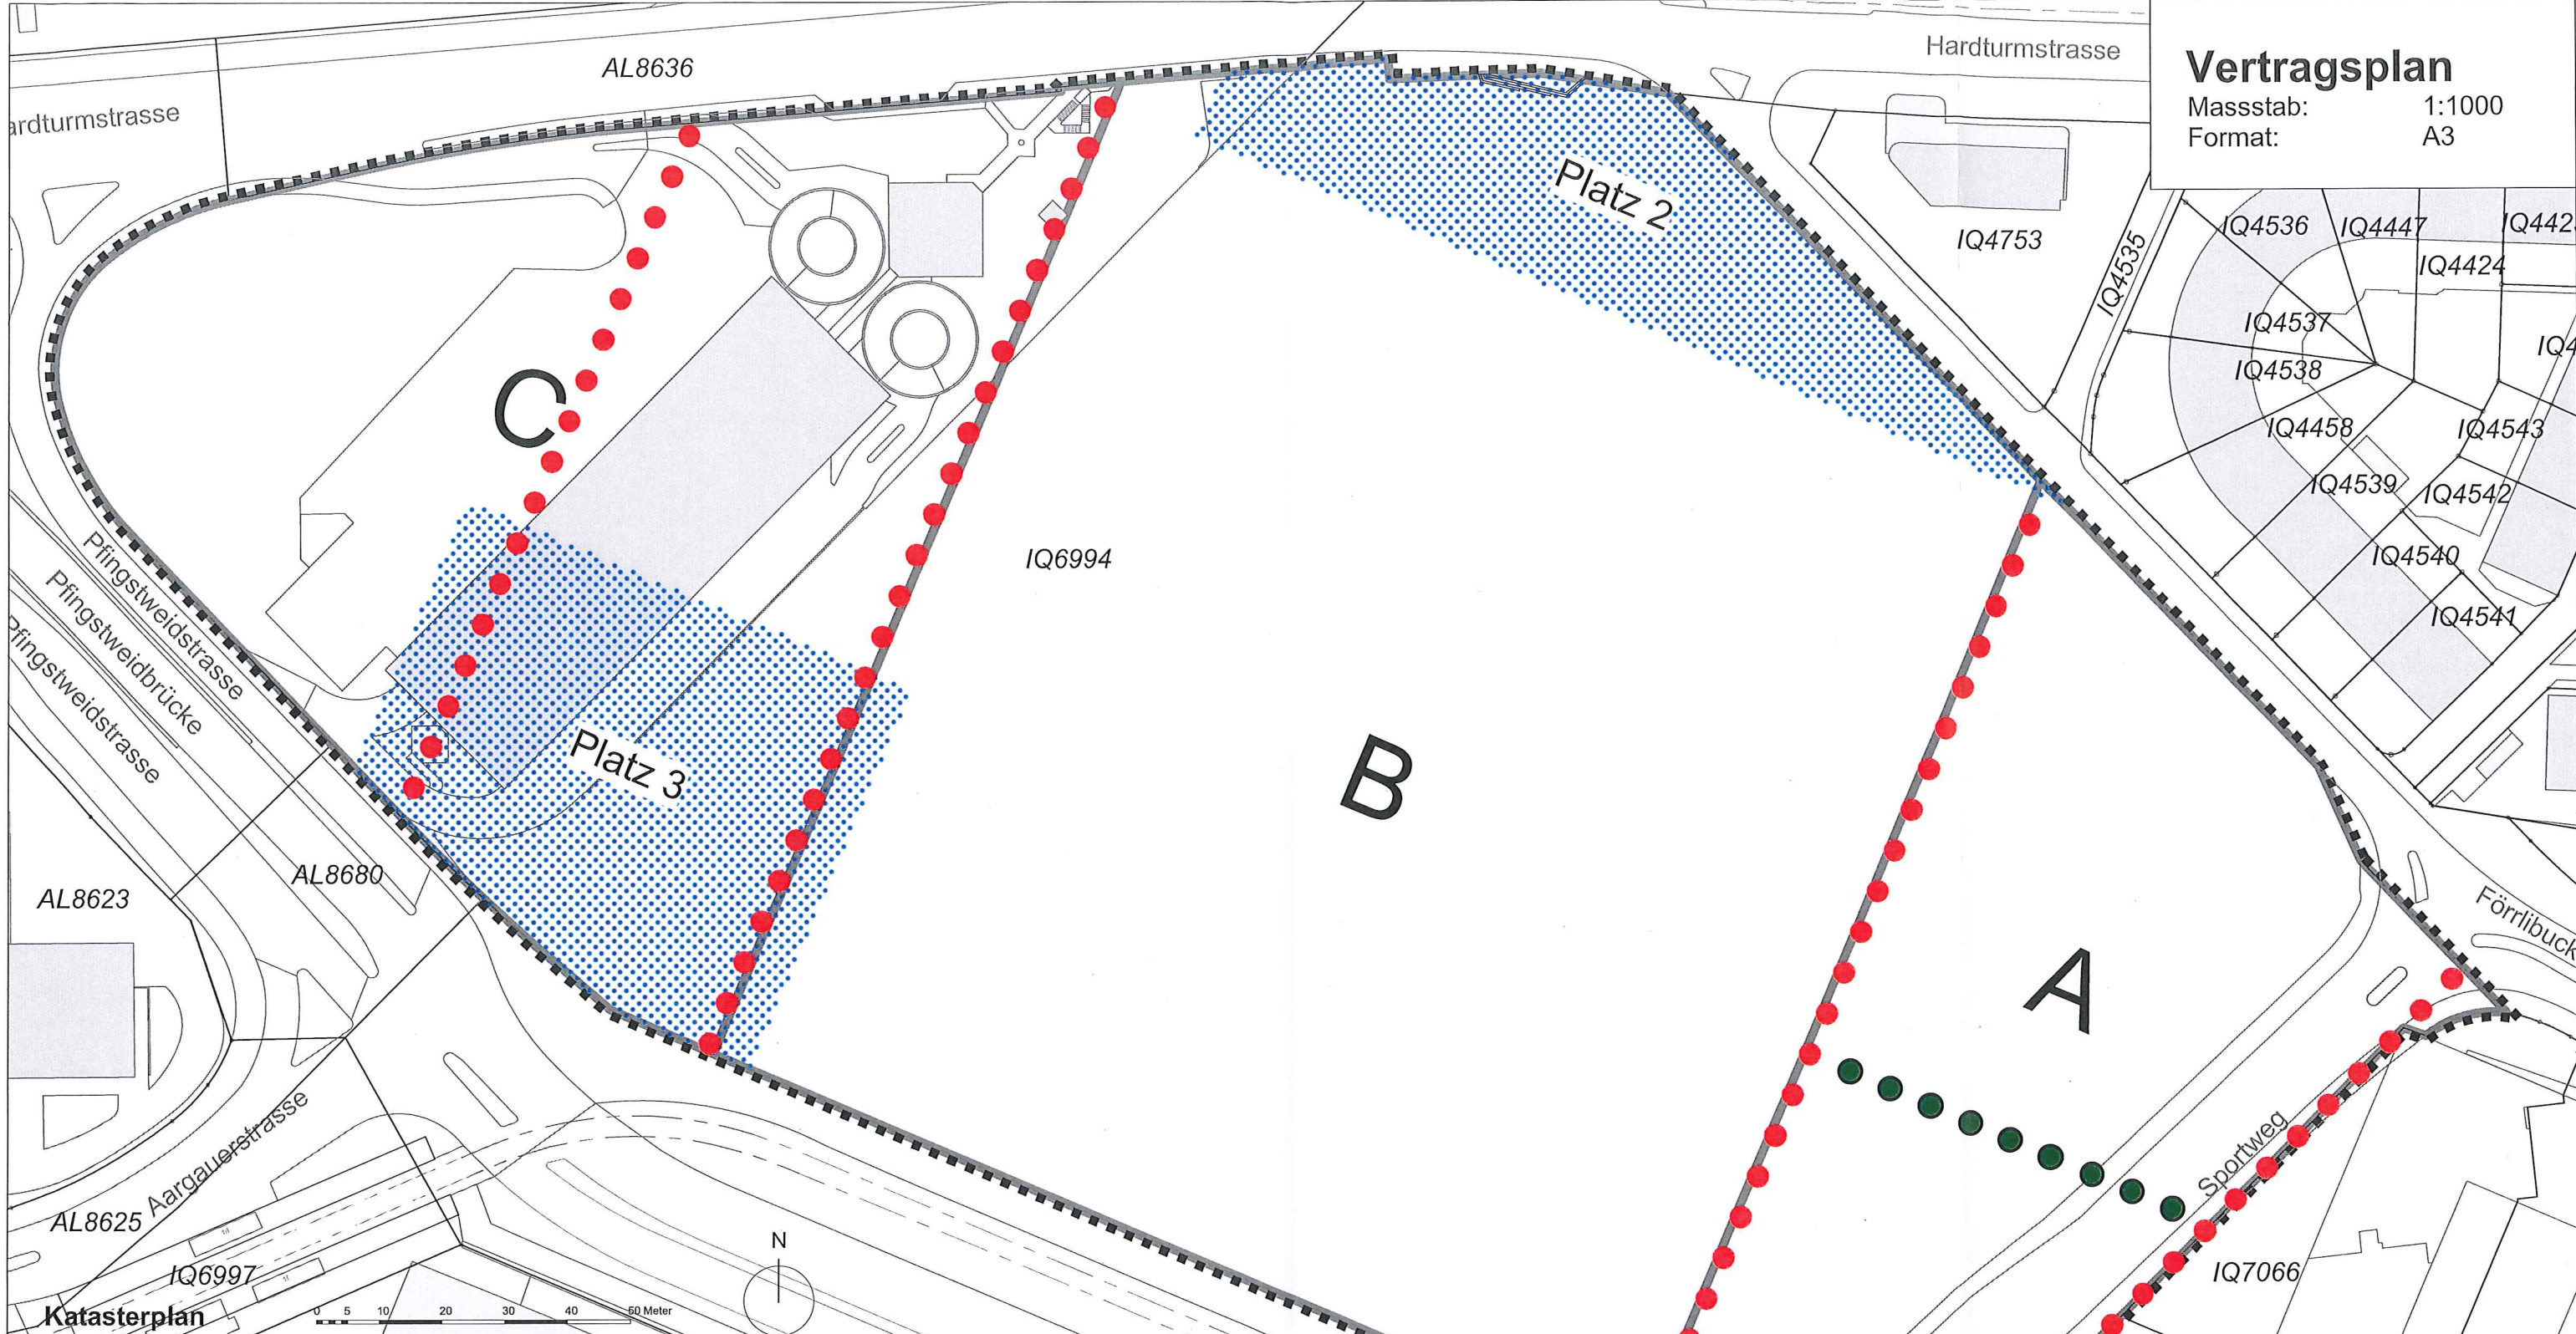 Vertragsplan
Massstab: 1:1000
Format: A3
Hardturmstrasse
AL8636
ardturmstrasse
Platz 2
IQ4753
IQ4535
IQ4536
IQ4447
IQ442
IQ4424
IQ4537
IQ4538
IQ4
IQ4458
IQ4543
IQ4539
IQ4542
IQ4540
IQ4541
C
IQ6994
Pfingstweidstrasse
Pfingstweidbrücke
Pfingstweidstrasse
Platz 3
B
AL8623
AL8680
A
Förrlibuck
Sportweg
Aargauerstrasse
AL8625
IQ6997
IQ7066
N
Katasterplan
0 5 10 20 30 40 50 Meter